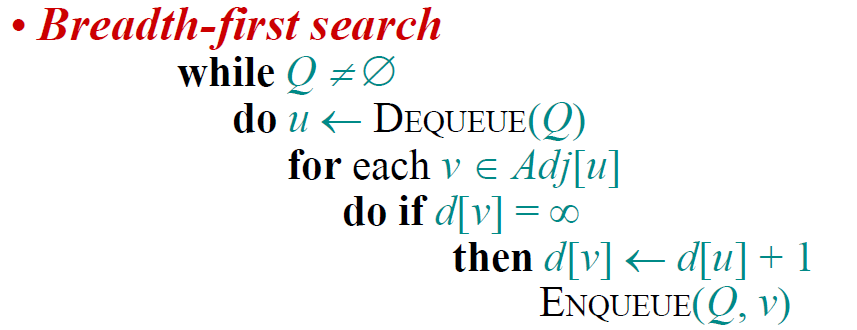 • Breadth-first search
while Q ≠ ∅
do u ← DEQUEUE(Q)
for each v ∈ Adj[u]
do if d[v] = ∞
then d[v] ← d[u] + 1
ENQUEUE(Q, v)